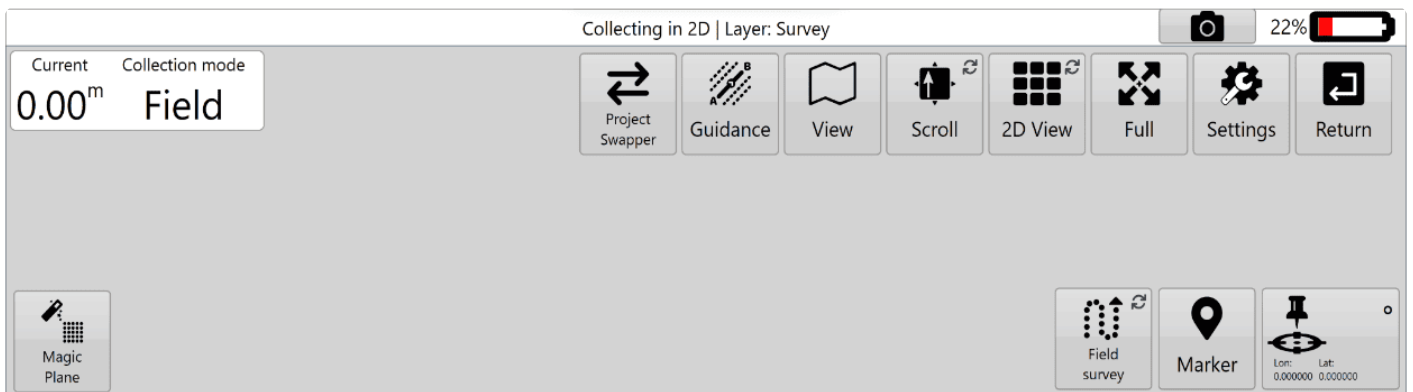 Collecting in 2D | Layer: Survey
22%
Current Collection mode
0.00m Field
Project
Swapper
Guidance
View
Scroll
2D View
Full
Settings
Return
A
B
Magic
Plane
Field
survey
Marker
Lon: Lat:
0.000000 0.000000